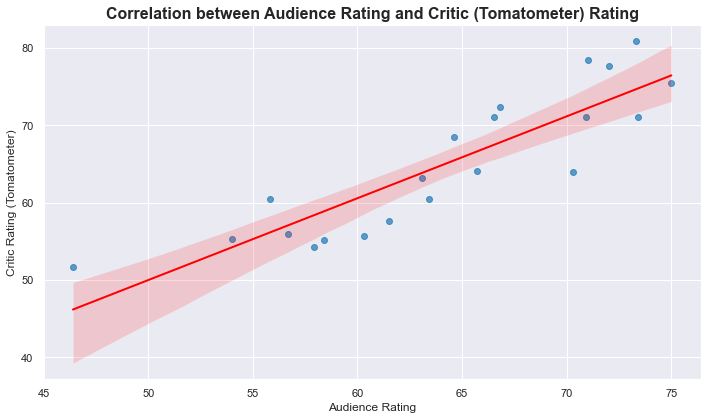 Correlation between Audience Rating and Critic (Tomatometer) Rating
80
70
60
50
40
Critic Rating (Tomatometer)
45 50 55 60 65 70 75
Audience Rating